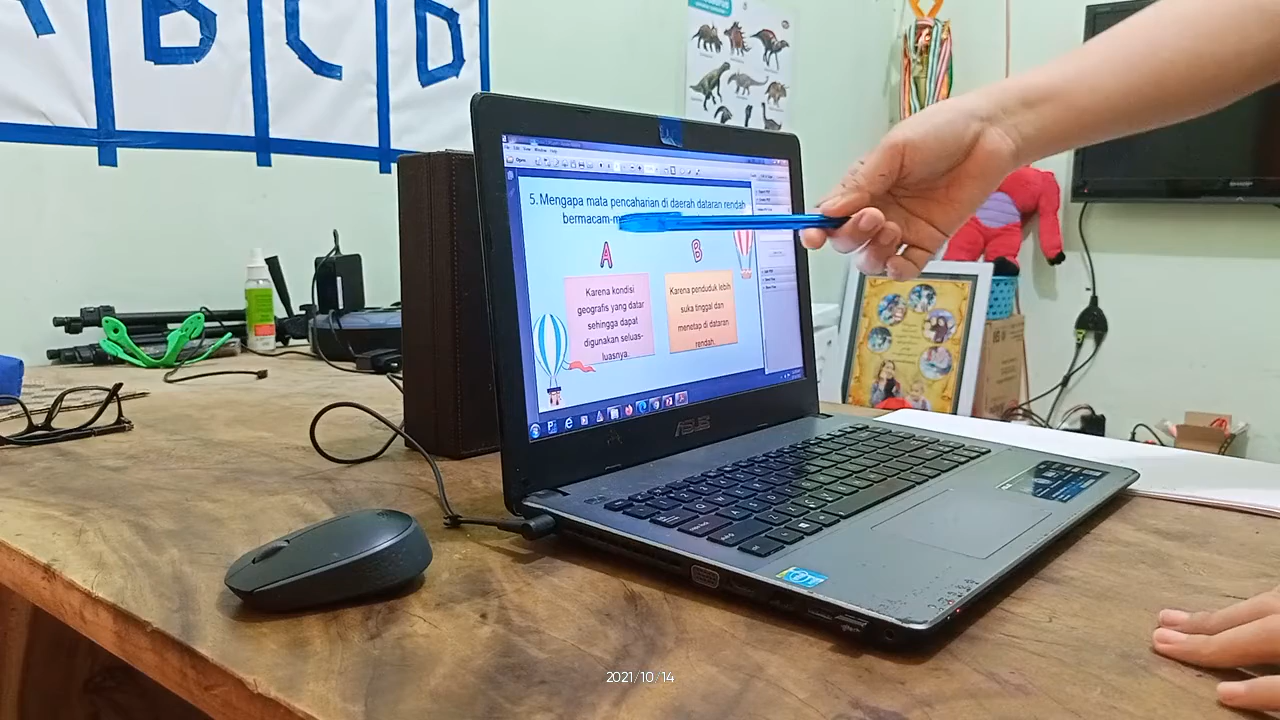 B C D
5. Mengapa mata pencaharian di daerah dataran rendah
bermacam-m
A
B
Karena kondisi
geografis yang datar
sehingga dapat
digunakan seluas-
luasnya.
Karena penduduk lebih
suka tinggal dan
menetap di dataran
rendah.
ASUS
SHARP
2021/10/14